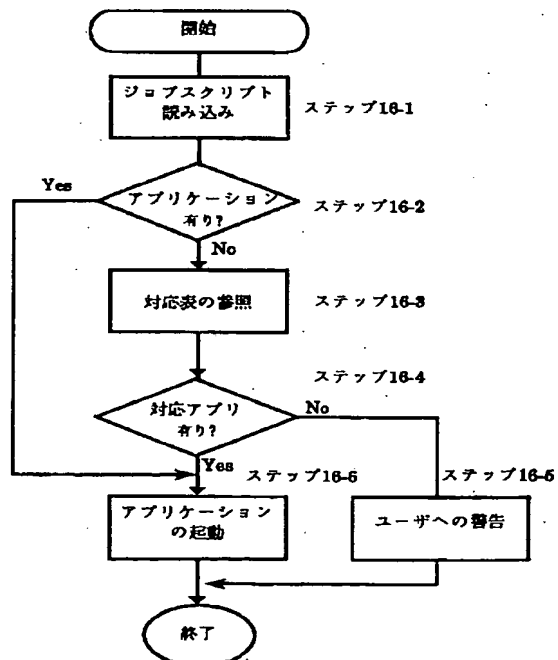 開始
ジョブスクリプト
読み込み
ステップ16-1
Yes
アプリケーション
有り?
ステップ16-2
No
対応表の参照
ステップ16-3
ステップ16-4
対応アプリ
有り?
No
Yes
ステップ16-5
ステップ16-6
アプリケーション
の起動
ユーザへの警告
終了